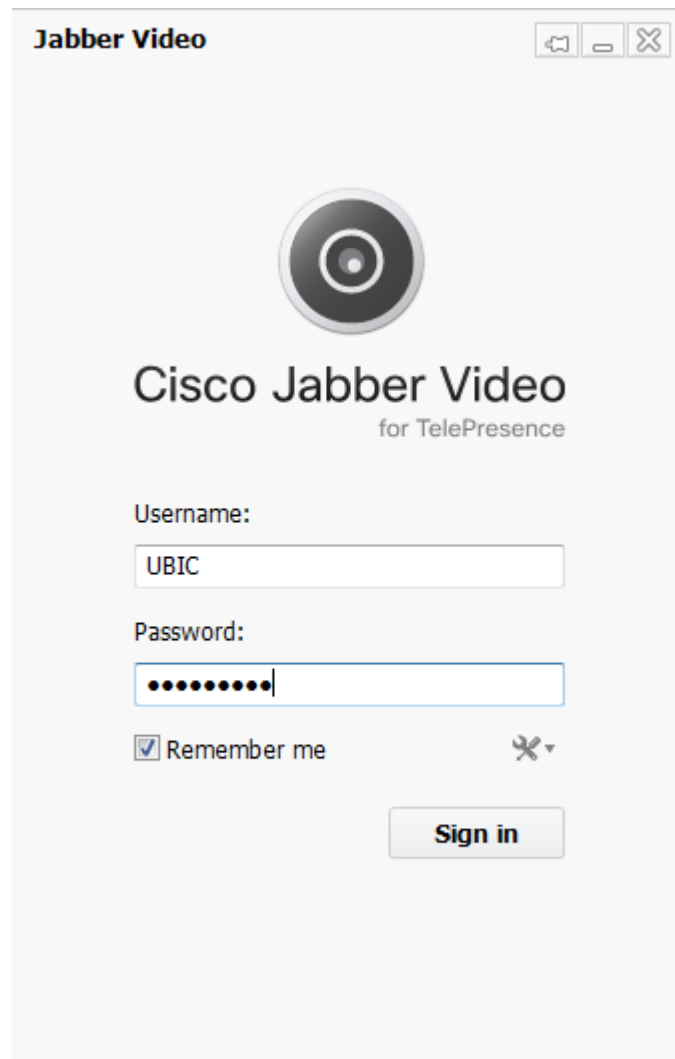 Jabber Video
Cisco Jabber Video
for TelePresence
Username:
UBIC
Password:
•••••••••
Remember me
Sign in